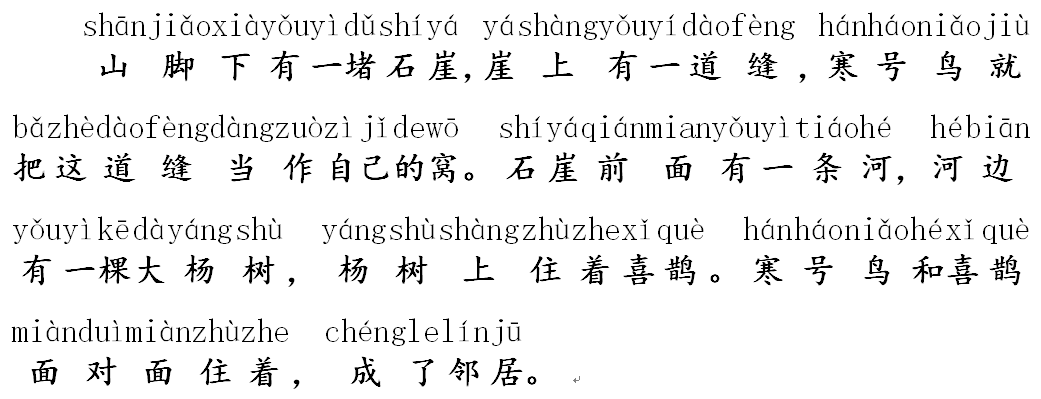 shānjiǎoxiàyǒuyìdǔshíyá yáshàngyǒuyídàofèng hánháoniǎojiù
山脚下有一堵石崖,崖上有一道缝,寒号鸟就
bǎzhèdàofèngdàngzuòzìjǐdewō shíyáqiánmianyǒuyìtiáohé hébiān
把这道缝当作自己的窝。石崖前面有一条河,河边
yǒuyìkēdàyángshù yángshùshàngzhùzhexǐquè hánháoniǎohéxǐquè
有一棵大杨树,杨树上住着喜鹊。寒号鸟和喜鹊
miànduìmiànzhùzhe chénglelínjū
面对面住着,成了邻居。